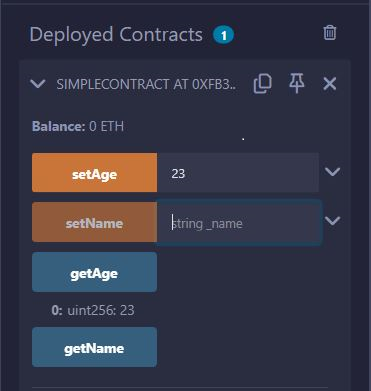 Deployed Contracts 1
SIMPLECONTRACT AT 0XFB3..
Balance: 0 ETH
setAge 23
setName string _name
getAge
0: uint256: 23
getName